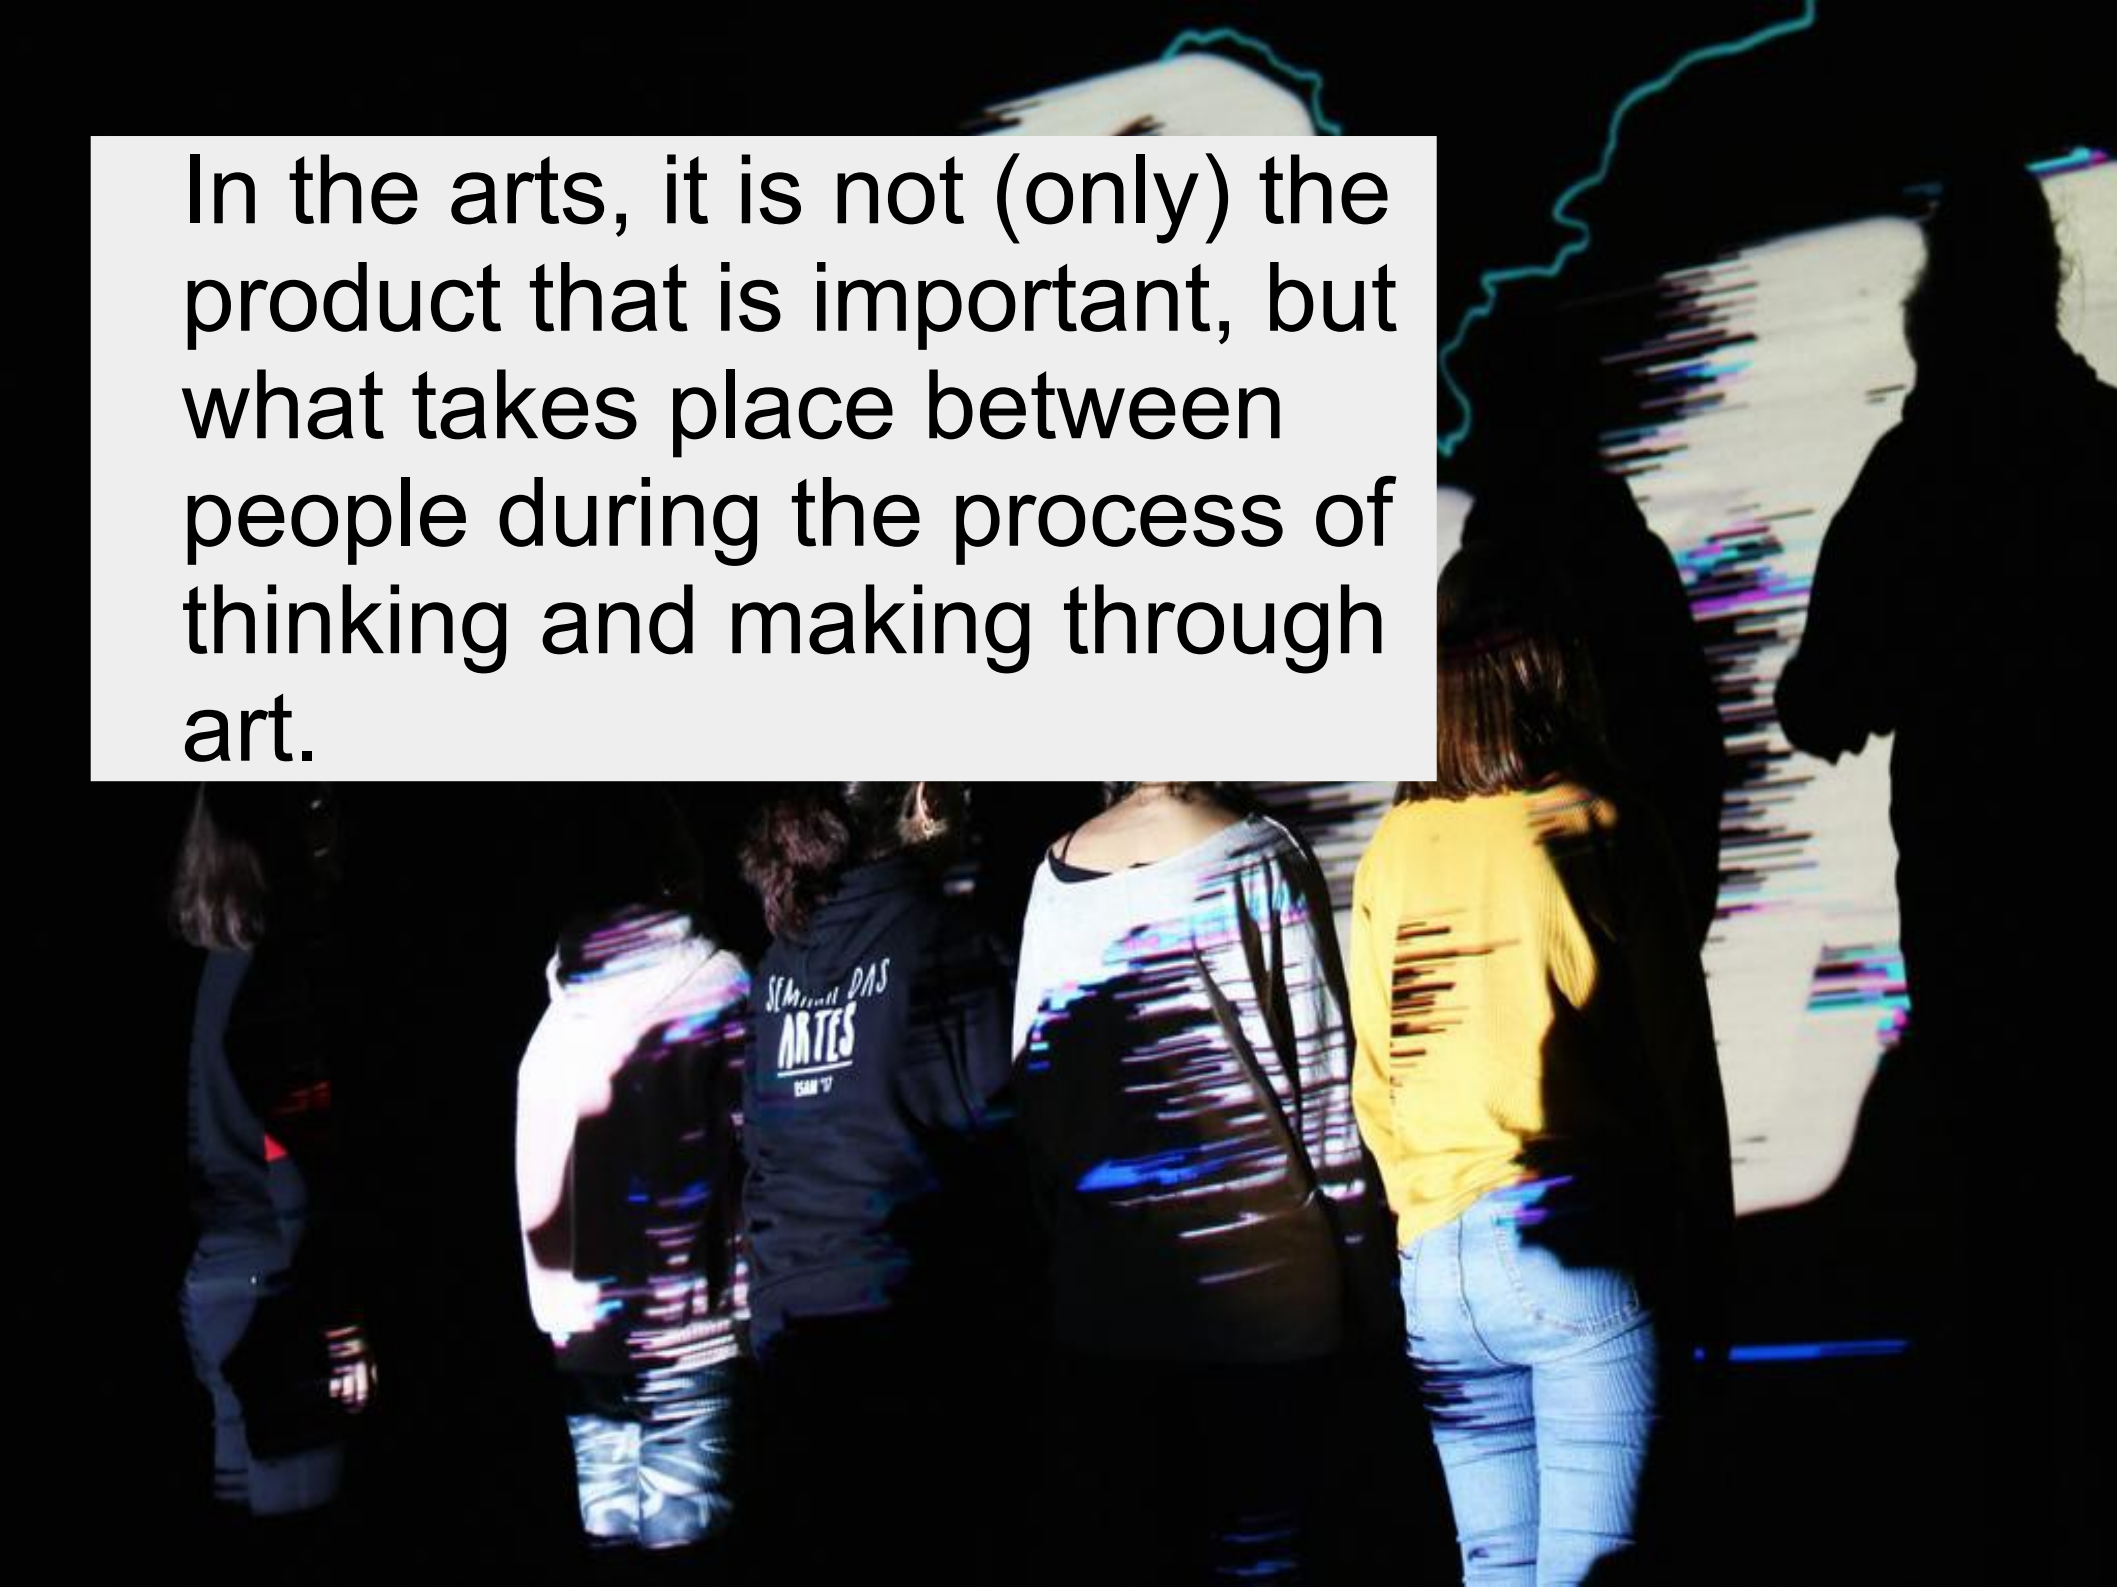 In the arts, it is not (only) the
product that is important, but
what takes place between
people during the process of
thinking and making through
art.
DAS
ARTES